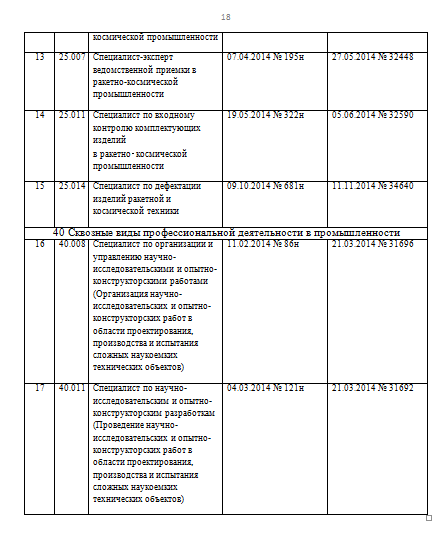 18
космической промышленности
13 25.007 Специалист-эксперт 07.04.2014 № 195н 27.05.2014 № 32448
ведомственной приемки в
ракетно-космической
промышленности
14 25.011 Специалист по входному 19.05.2014 № 322н 05.06.2014 № 32590
контролю комплектующих
изделий
в ракетно- космической
промышленности
15 25.014 Специалист по дефектации 09.10.2014 № 681н 11.11.2014 № 34640
изделий ракетной и
космической техники
40 Сквозные виды профессиональной деятельности в промышленности
16 40.008 Специалист по организации и 11.02.2014 № 86н 21.03.2014 № 31696
управлению научно-
исследовательскими и опытно-
конструкторскими работами
(Организация научно-
исследовательских и опытно-
конструкторских работ в
области проектирования,
производства и испытания
сложных наукоемких
технических объектов)
17 40.011 Специалист по научно- 04.03.2014 № 121н 21.03.2014 № 31692
исследовательским и опытно-
конструкторским разработкам
(Проведение научно-
исследовательских и опытно-
конструкторских работ в
области проектирования,
производства и испытания
сложных наукоемких
технических объектов)